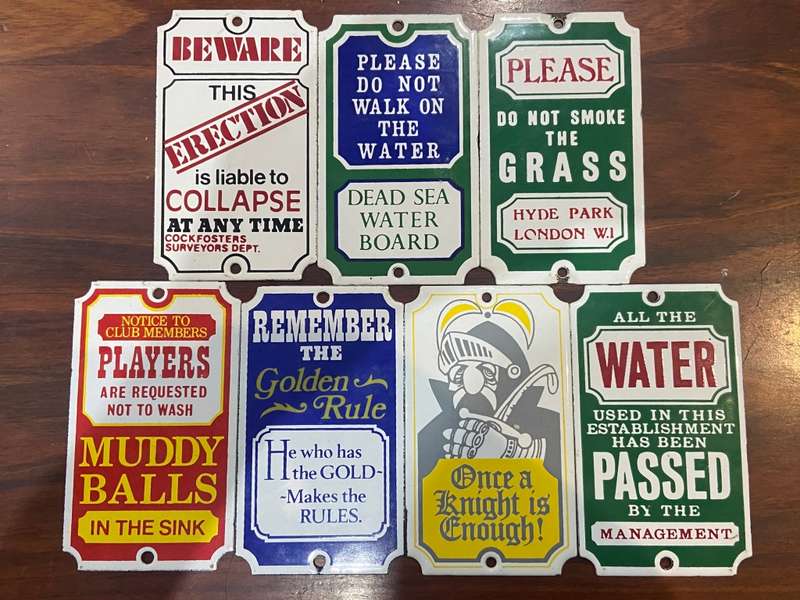 BEWARE
THIS
ERECTION
is liable to
COLLAPSE
AT ANY TIME
COCKFOSTERS
SURVEYORS DEPT.
PLEASE
DO NOT
WALK ON
THE
WATER
DEAD SEA
WATER
BOARD
PLEASE
DO NOT SMOKE
THE
GRASS
HYDE PARK
LONDON W.1
NOTICE TO
CLUB MEMBERS
PLAYERS
ARE REQUESTED
NOT TO WASH
MUDDY
BALLS
IN THE SINK
REMEMBER
THE
Golden
Rule
He who has
the GOLD-
-Makes the
RULES.
Once a
Knight is
Enough!
ALL THE
WATER
USED IN THIS
ESTABLISHMENT
HAS BEEN
PASSED
BY THE
MANAGEMENT